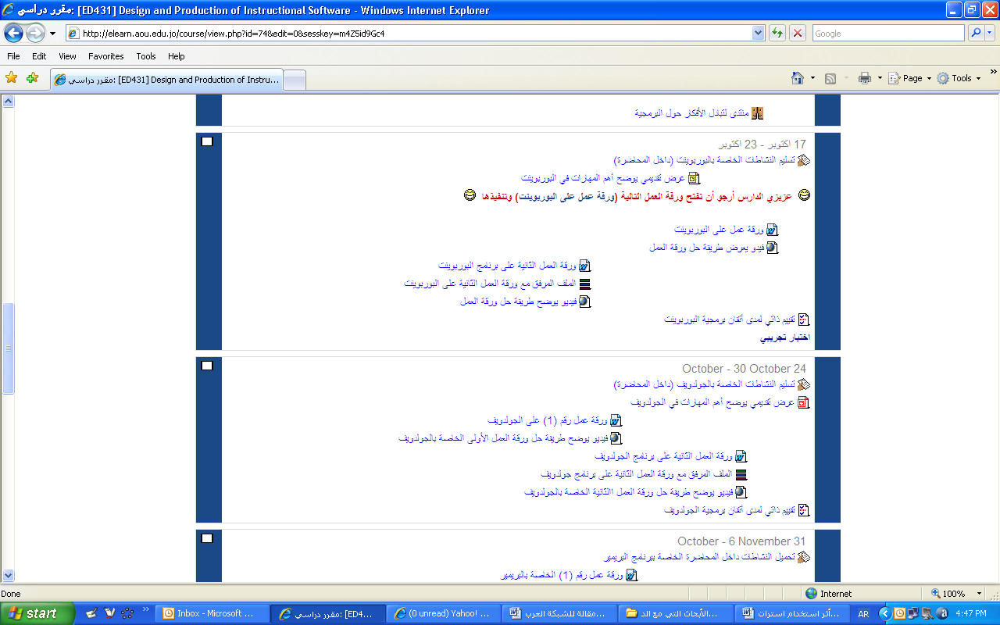 مقرر دراسي: [ED431] Design and Production of Instructional Software - Windows Internet Explorer
http://elearn.aou.edu.jo/course/view.php?id=74&edit=0&sesskey=m4Z5id9Gc4
Google
File Edit View Favorites Tools Help
مقرر دراسي: [ED431] Design and Production of Instru...
Page Tools
منتدى لتبادل الأفكار حول البرمجية
17 اكتوبر - 23 اكتوبر
تسليم النشاطات الخاصة بالبوربوينت (داخل المحاضرة)
عرض تقديمي يوضح أهم المهارات في البوربوينت
عزيزي الدارس أرجو أن تفتح ورقة العمل التالية (ورقة عمل على البوربوينت) وتنفيذها
ورقة عمل على البوربوينت
فيدو يعرض طريقة حل ورقة العمل
ورقة العمل الثانية على برنامج البوربوينت
الملف المرفق مع ورقة العمل الثانية على البوربوينت
فيديو يوضح طريقة حل ورقة العمل
تقييم ذاتي لمدى أتقان برمجية البوربوينت
اختبار تجريبي
October - 30 October 24
تسليم النشاطات الخاصة بالجولدويف (داخل المحاضرة)
عرض تقديمي يوضح أهم المهارات في الجولدويف
ورقة عمل رقم (1) على الجولدويف
فيديو يوضح طريقة حل ورقة العمل الأولى الخاصة بالجولدويف
ورقة العمل الثانية على برنامج الجولدويف
الملف المرفق مع ورقة العمل الثانية على برنامج جولدويف
فيديو يوضح طريقة حل ورقة العمل االثانية الخاصة بالجولدويف
تقييم ذاتي لمدى أتقان برمجية الجولدويف
October - 6 November 31
تحميل النشاطات داخل المحاضرة الخاصة ببرنامج البريمير
ورقة عمل رقم (1) الخاصة بالبريمير
Done Internet 100%
start Inbox - Microsoft ... مقرر دراسي: [ED4... (0 unread) Yahoo! ... مقالة للشبكة العرب... الأبحاث التي مع الد... أثر استخدام استرات... AR 4:47 PM